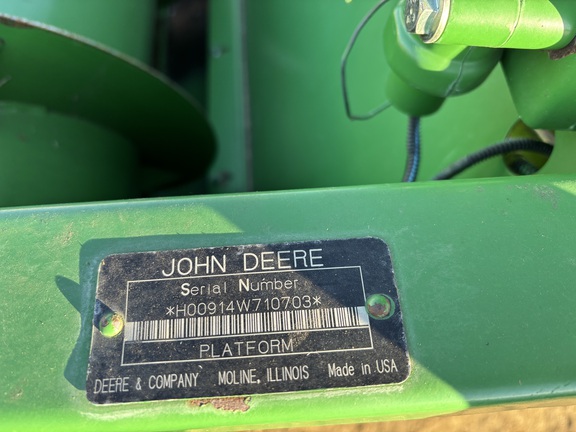 JOHN DEERE
Serial Number
*H00914W710703*
PLATFORM
DEERE & COMPANY MOLINE, ILLINOIS Made in USA